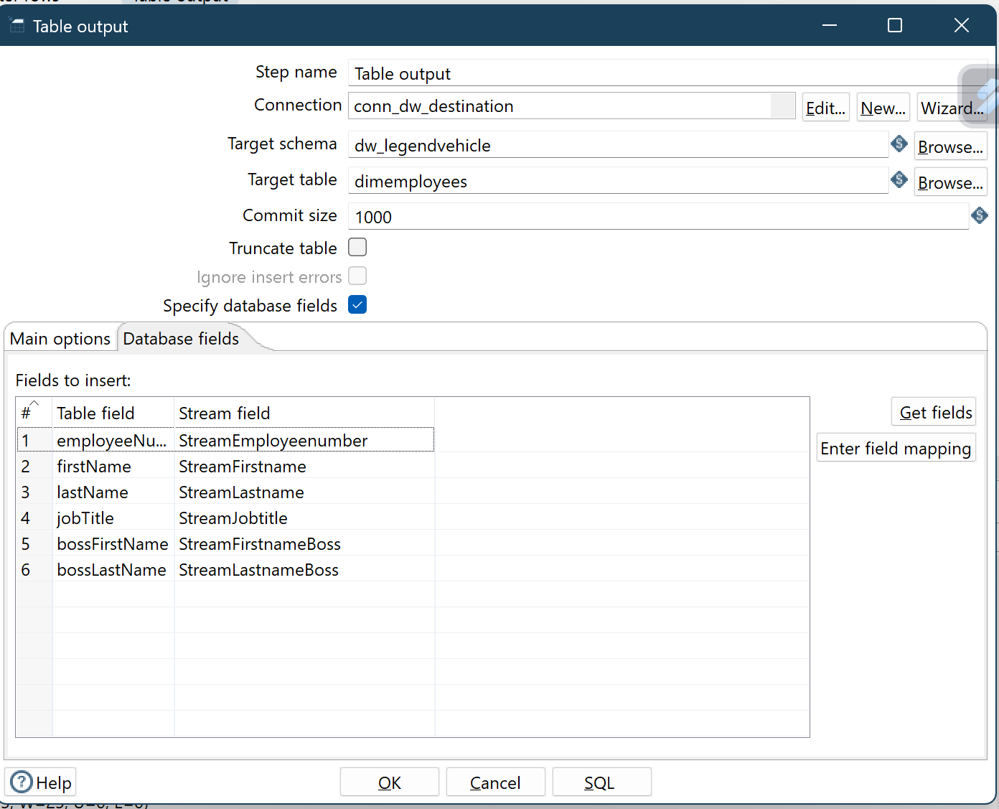 Table output
Step name Table output
Connection conn_dw_destination Edit... New... Wizard...
Target schema dw_legendvehicle Browse...
Target table dimemployees Browse...
Commit size 1000
Truncate table
Ignore insert errors
Specify database fields
Main options Database fields
Fields to insert:
# Table field Stream field
Get fields
1 employeeNu... StreamEmployeenumber
Enter field mapping
2 firstName StreamFirstname
3 lastName StreamLastname
4 jobTitle StreamJobtitle
5 bossFirstName StreamFirstnameBoss
6 bossLastName StreamLastnameBoss
Help OK Cancel SQL